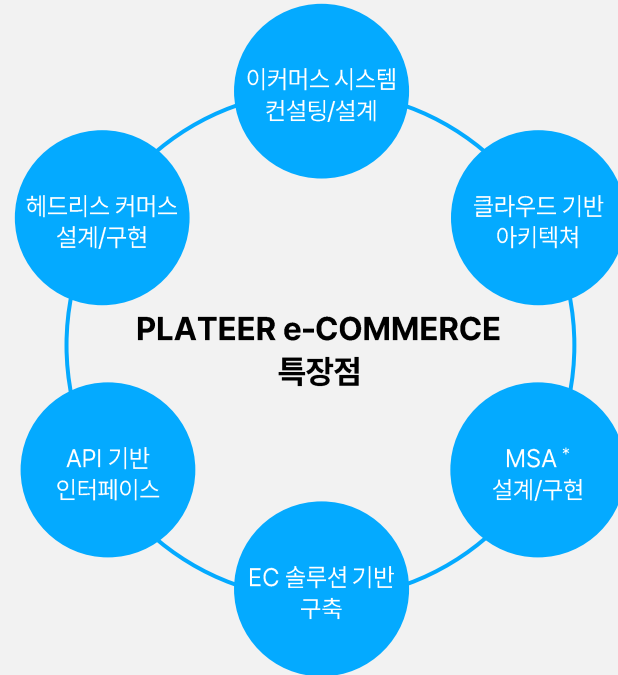 이커머스 시스템
컨설팅/설계
헤드리스 커머스
설계/구현
클라우드 기반
아키텍쳐
PLATEER e-COMMERCE
특장점
API 기반
인터페이스
MSA *
설계/구현
EC 솔루션 기반
구축